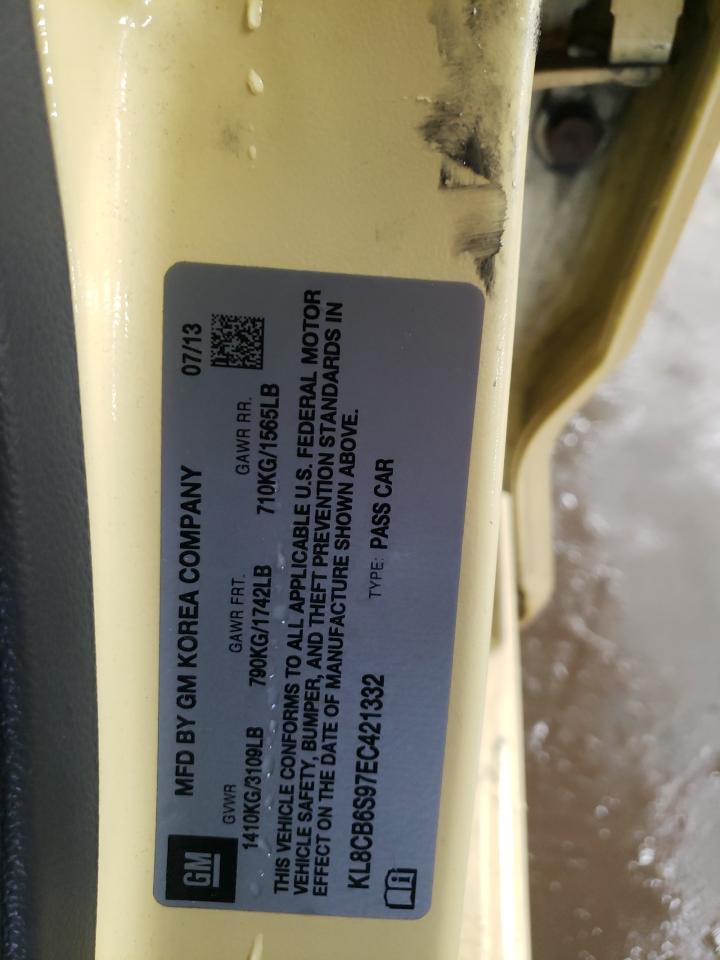 MFD BY GM KOREA COMPANY 07/13
GVWR GAWR FRT. GAWR RR.
1410KG/3109LB 790KG/1742LB 710KG/1565LB
GM
THIS VEHICLE CONFORMS TO ALL APPLICABLE U.S. FEDERAL MOTOR
VEHICLE SAFETY, BUMPER, AND THEFT PREVENTION STANDARDS IN
EFFECT ON THE DATE OF MANUFACTURE SHOWN ABOVE.
KL8CB6S97EC421332 TYPE: PASS CAR